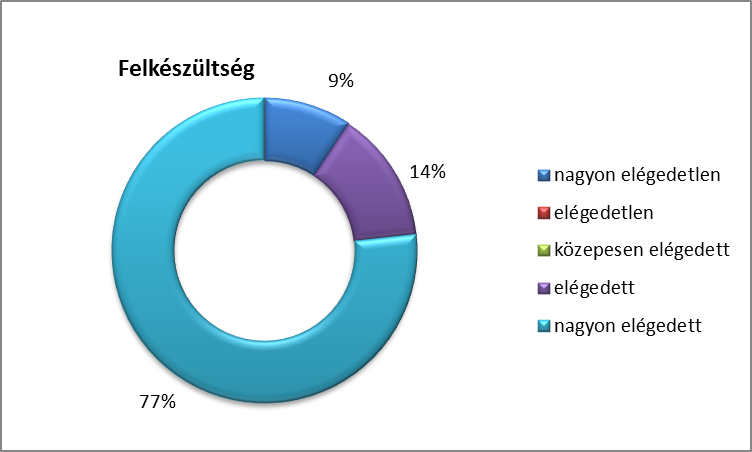 Felkészültség
9%
14%
77%
nagyon elégedetlen
elégedetlen
közepesen elégedett
elégedett
nagyon elégedett